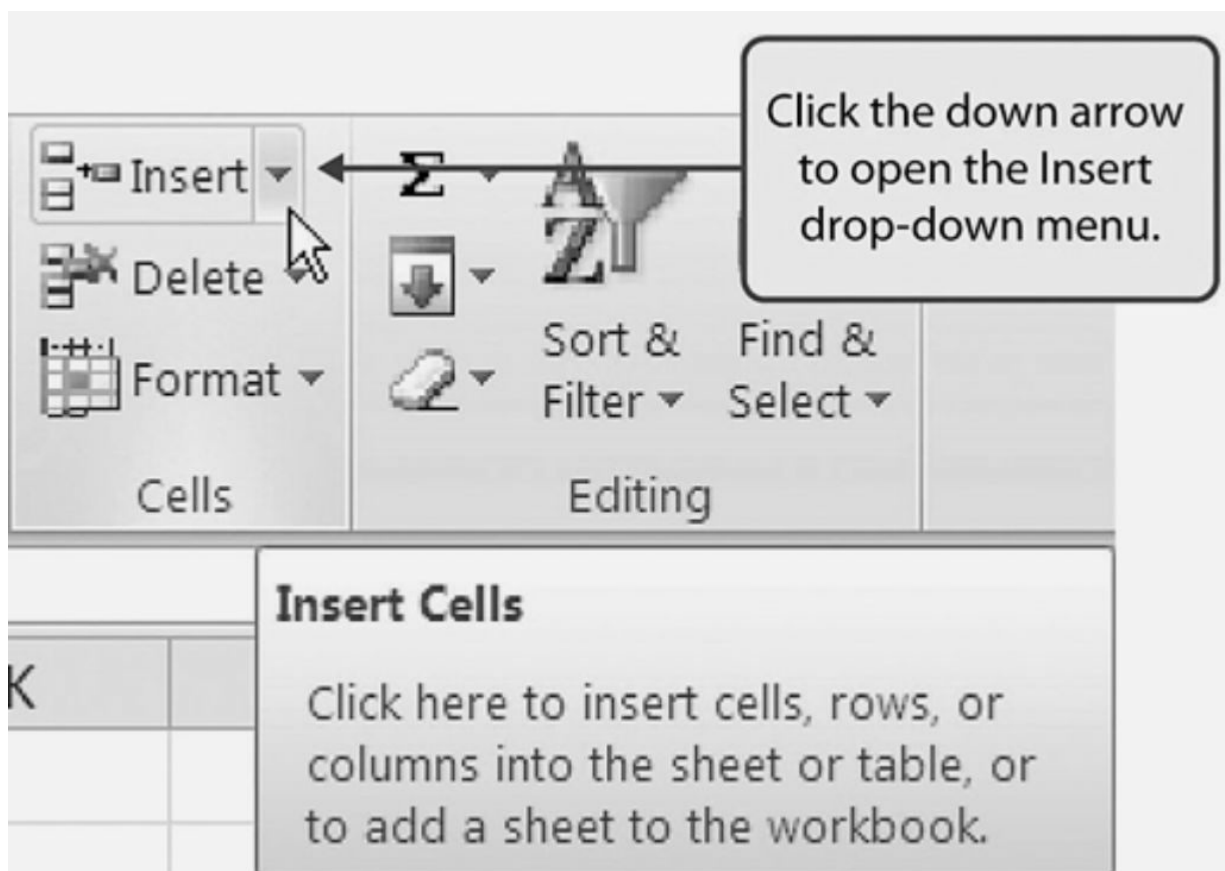 Click the down arrow
to open the Insert
drop-down menu.
Insert
Delete
Format
Cells
Σ
A
Z
Sort &
Filter
Find &
Select
Editing
Insert Cells
Click here to insert cells, rows, or
columns into the sheet or table, or
to add a sheet to the workbook.
K